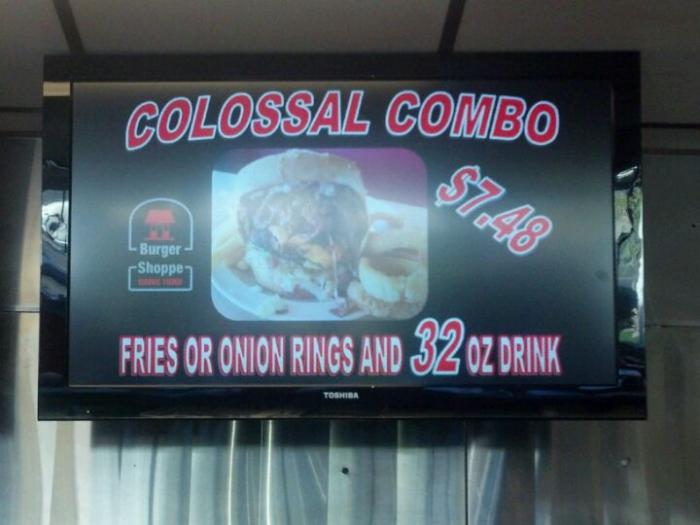 COLOSSAL COMBO
$7.48
Burger
Shoppe
FRIES OR ONION RINGS AND 32 OZ DRINK
TOSHIBA